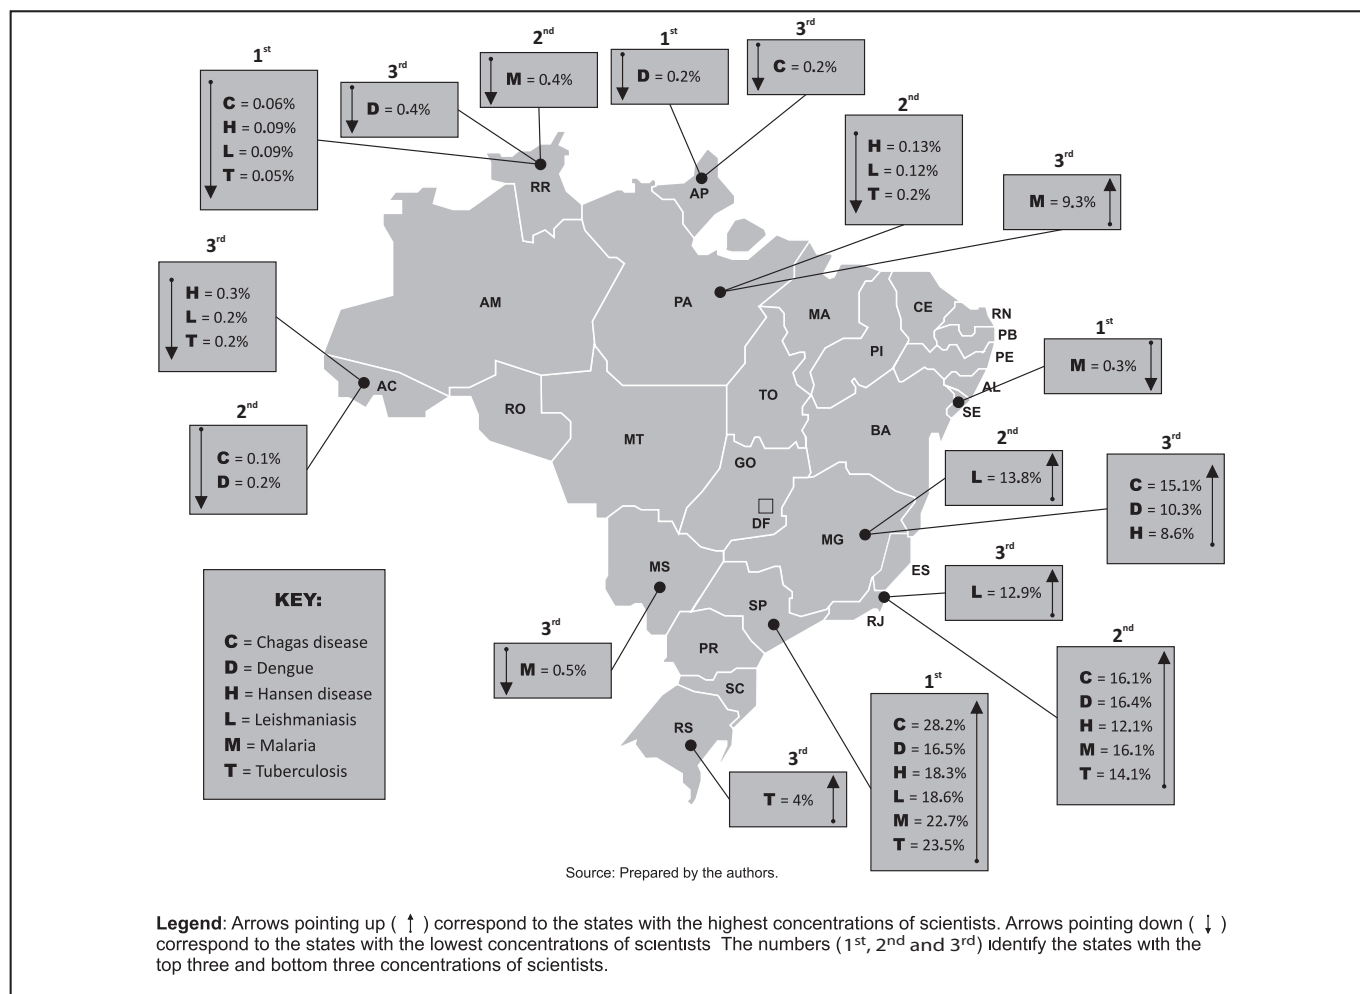 1st
C = 0.06%
H = 0.09%
L = 0.09%
T = 0.05%
3rd
D = 0.4%
2nd
M = 0.4%
1st
D = 0.2%
3rd
C = 0.2%
2nd
H = 0.13%
L = 0.12%
T = 0.2%
3rd
M = 9.3%
3rd
H = 0.3%
L = 0.2%
T = 0.2%
2nd
C = 0.1%
D = 0.2%
RR
AP
AM
PA
MA
CE
RN
PB
PE
PI
AL
SE
AC
RO
TO
BA
MT
GO
DF
MG
ES
MS
SP
RJ
PR
SC
RS
1st
M = 0.3%
2nd
L = 13.8%
3rd
C = 15.1%
D = 10.3%
H = 8.6%
3rd
L = 12.9%
2nd
C = 16.1%
D = 16.4%
H = 12.1%
M = 16.1%
T = 14.1%
3rd
M = 0.5%
1st
C = 28.2%
D = 16.5%
H = 18.3%
L = 18.6%
M = 22.7%
T = 23.5%
3rd
T = 4%
KEY:
C = Chagas disease
D = Dengue
H = Hansen disease
L = Leishmaniasis
M = Malaria
T = Tuberculosis
Source: Prepared by the authors.
Legend: Arrows pointing up ( ↑ ) correspond to the states with the highest concentrations of scientists. Arrows pointing down ( ↓ )
correspond to the states with the lowest concentrations of scientists The numbers (1st, 2nd and 3rd) identify the states with the
top three and bottom three concentrations of scientists.